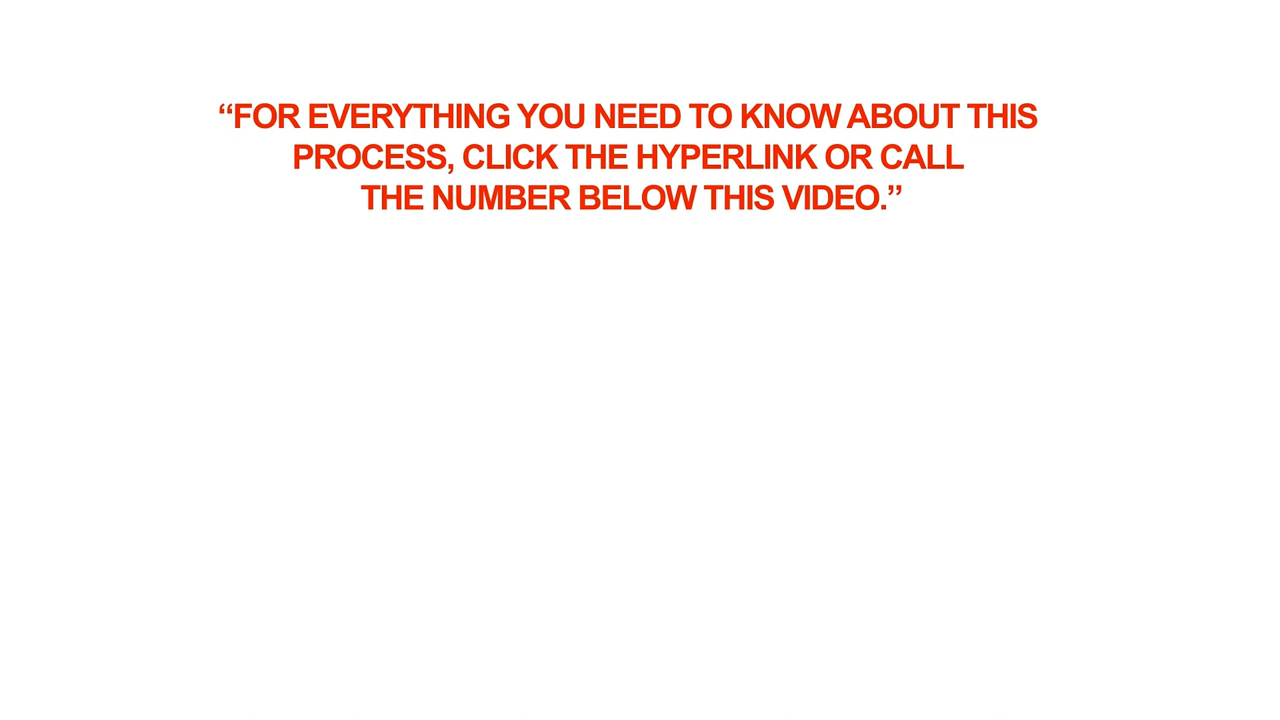 “FOR EVERYTHING YOU NEED TO KNOW ABOUT THIS
PROCESS, CLICK THE HYPERLINK OR CALL
THE NUMBER BELOW THIS VIDEO.”